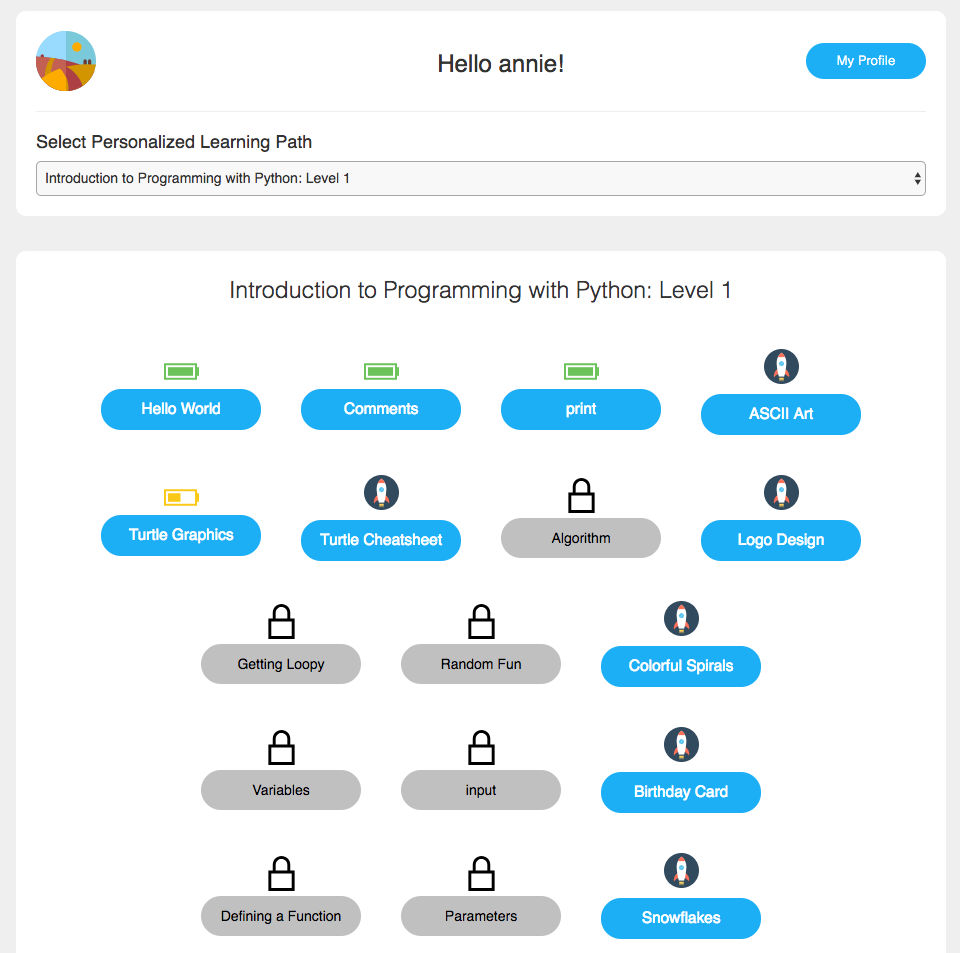 Hello annie!
My Profile
Select Personalized Learning Path
Introduction to Programming with Python: Level 1
Introduction to Programming with Python: Level 1
Hello World
Comments
print
ASCII Art
Turtle Graphics
Turtle Cheatsheet
Algorithm
Logo Design
Getting Loopy
Random Fun
Colorful Spirals
Variables
input
Birthday Card
Defining a Function
Parameters
Snowflakes